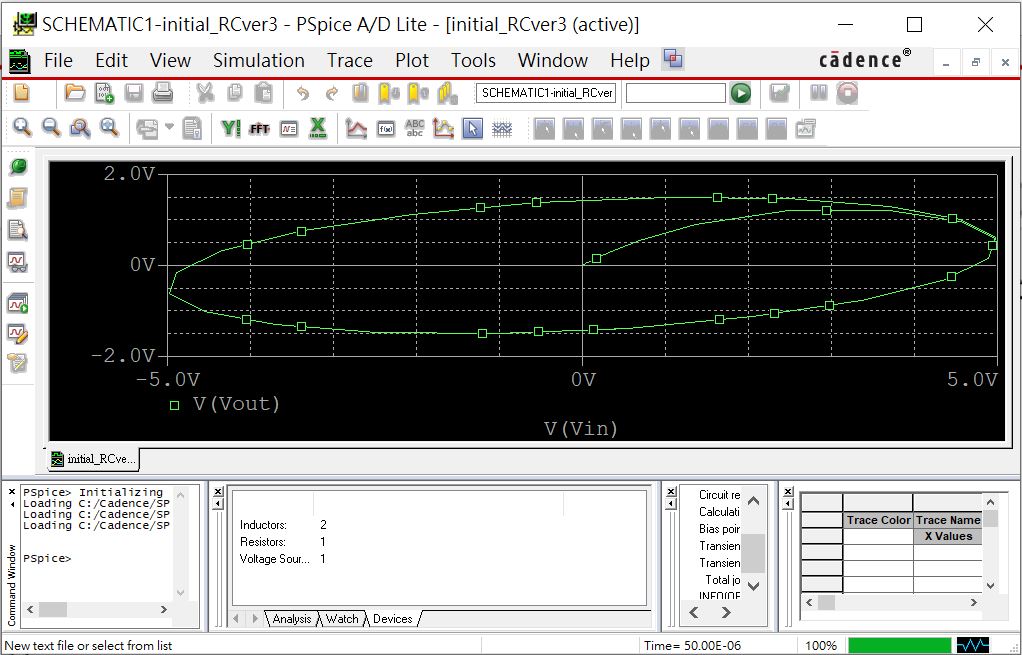 SCHEMATIC1-initial_RCver3 - PSpice A/D Lite - [initial_RCver3 (active)]
File Edit View Simulation Trace Plot Tools Window Help
cādence®
SCHEMATIC1-initial_RCver
Y! FFT
ABC
abc
2.0V
0V
-2.0V
-5.0V 0V 5.0V
V(Vout)
V(Vin)
initial_RCve...
PSpice> Initializing
Loading C:/Cadence/SP
Loading C:/Cadence/SP
Loading C:/Cadence/SP
PSpice>
Command Window
Inductors: 2
Resistors: 1
Voltage Sour... 1
Analysis Watch Devices
Circuit re
Calculati
Bias poir
Transien
Transien
Total jo
Trace Color Trace Name
X Values
New text file or select from list
Time= 50.00E-06 100%